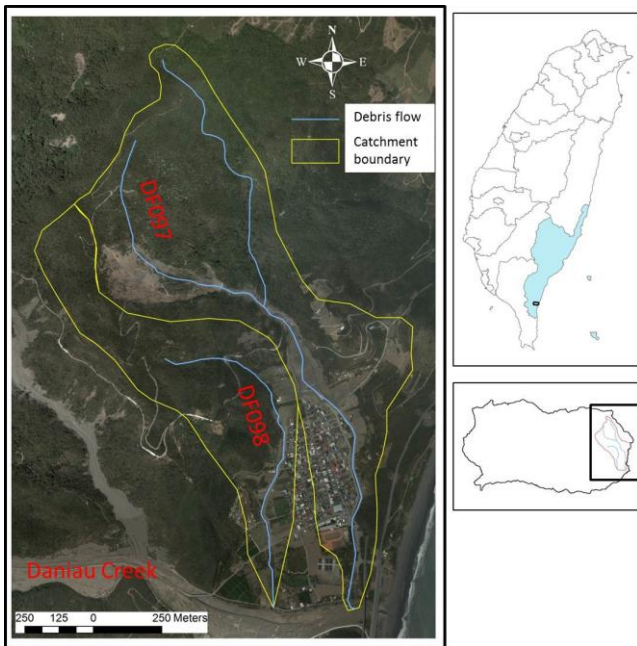 N
W E
S
Debris flow
Catchment
boundary
DF097
DF098
Daniau Creek
250 125 0 250 Meters